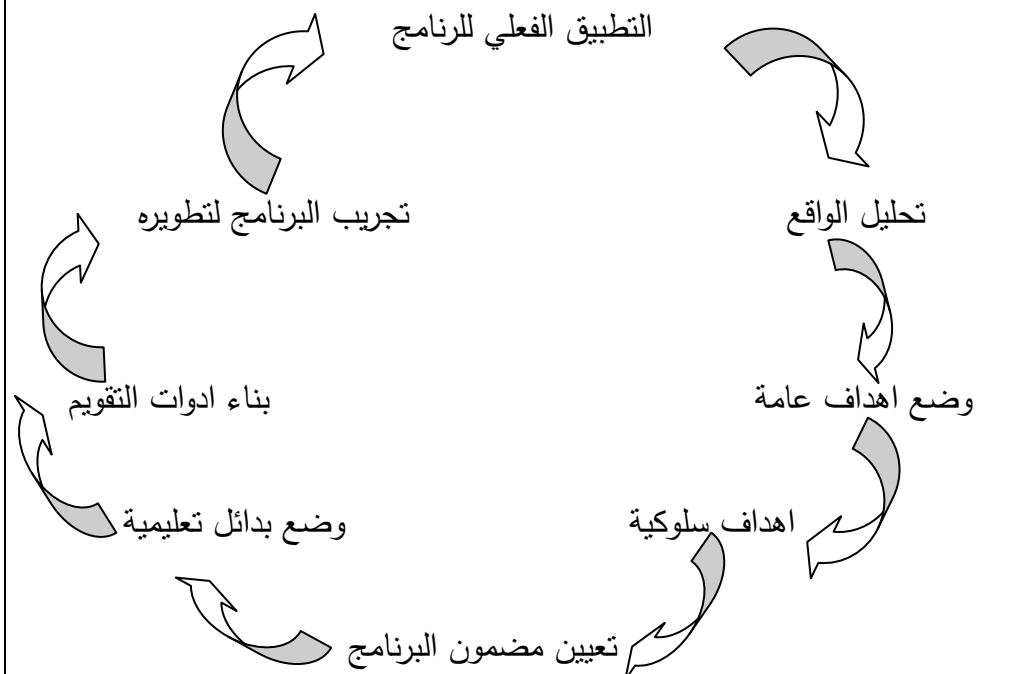 التطبيق الفعلي للرنامج
تحليل الواقع
تجريب البرنامج لتطويره
وضع اهداف عامة
بناء ادوات التقويم
اهداف سلوكية
وضع بدائل تعليمية
تعيين مضمون البرنامج